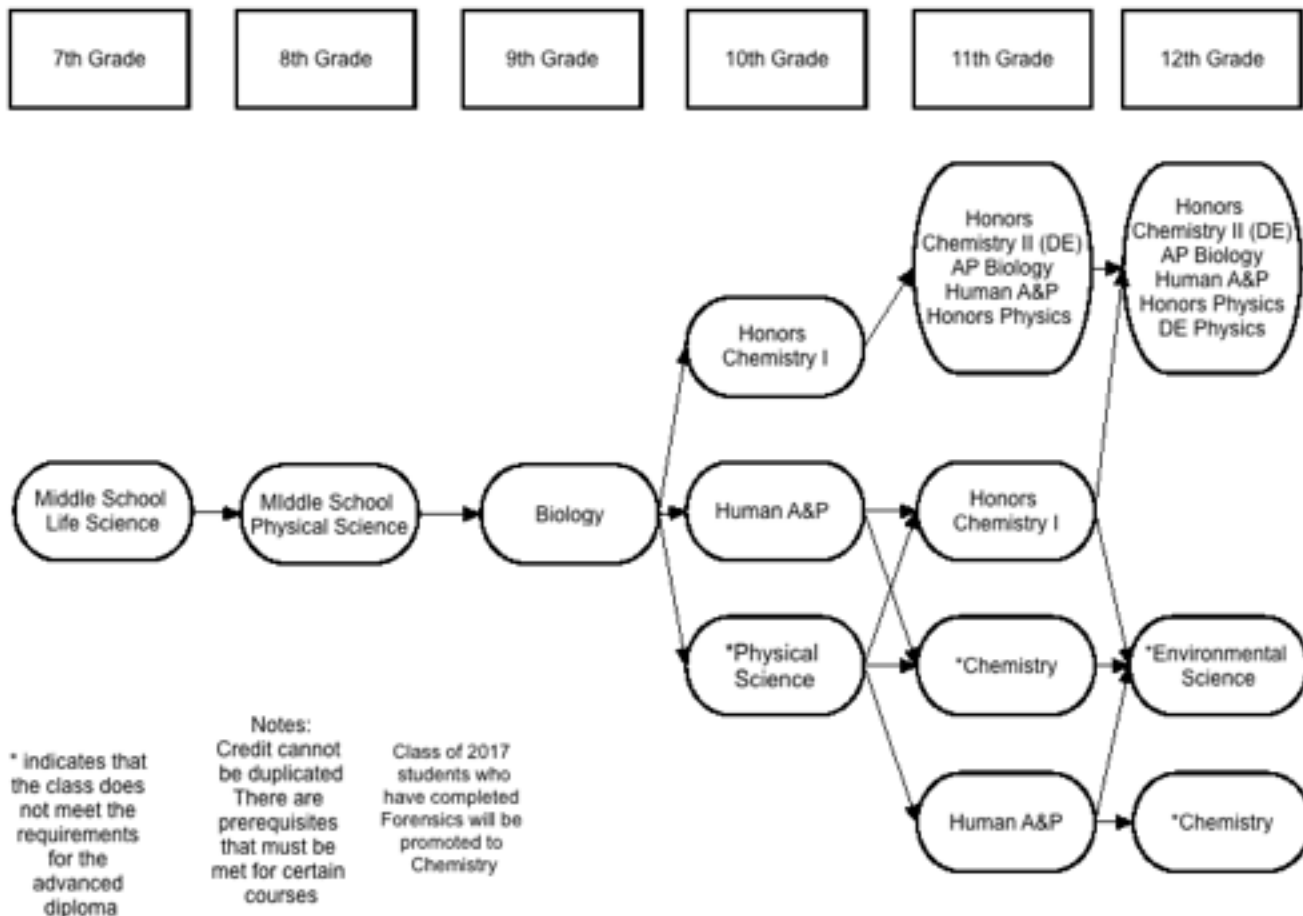 7th Grade
8th Grade
9th Grade
10th Grade
11th Grade
12th Grade
Honors
Chemistry II (DE)
AP Biology
Human A&P
Honors Physics
Honors
Chemistry II (DE)
AP Biology
Human A&P
Honors Physics
DE Physics
Honors
Chemistry I
Middle School
Life Science
MIddle School
Physical Science
Biology
Human A&P
Honors
Chemistry I
*Physical
Science
*Chemistry
*Environmental
Science
Human A&P
*Chemistry
* indicates that
the class does
not meet the
requirements
for the
advanced
diploma
Notes:
Credit cannot
be duplicated
There are
prerequisites
that must be
met for certain
courses
Class of 2017
students who
have completed
Forensics will be
promoted to
Chemistry